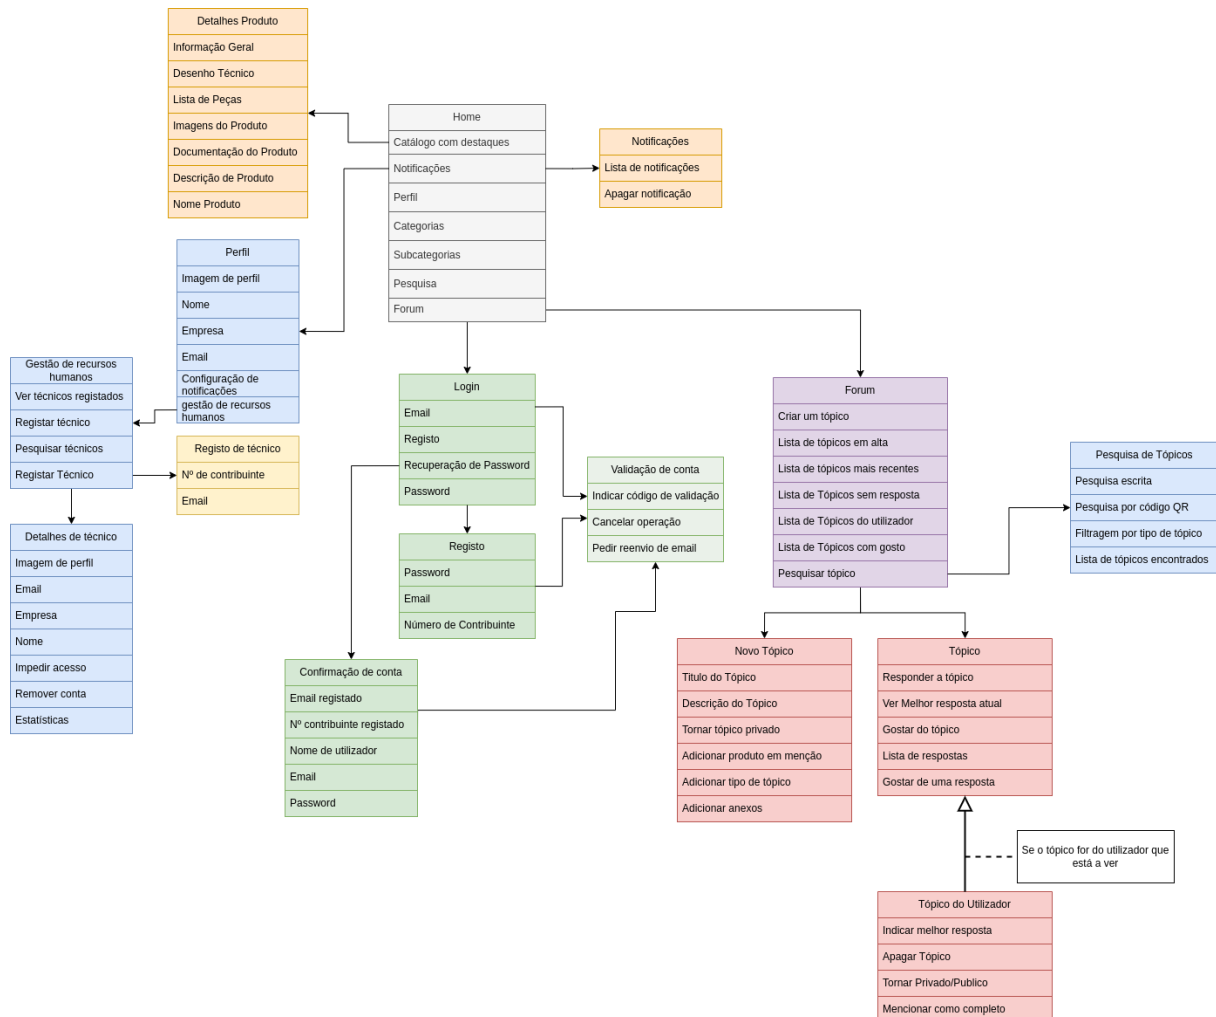 Detalhes Produto
Informação Geral
Desenho Técnico
Lista de Peças
Imagens do Produto
Documentação do Produto
Descrição de Produto
Nome Produto
Home
Catálogo com destaques
Notificações
Perfil
Categorias
Subcategorias
Pesquisa
Forum
Notificações
Lista de notificações
Apagar notificação
Perfil
Imagem de perfil
Nome
Empresa
Email
Configuração de
notificações
gestão de recursos
humanos
Gestão de recursos
humanos
Ver técnicos registados
Registar técnico
Pesquisar técnicos
Registar Técnico
Registo de técnico
Nº de contribuinte
Email
Detalhes de técnico
Imagem de perfil
Email
Empresa
Nome
Impedir acesso
Remover conta
Estatísticas
Login
Email
Registo
Recuperação de Password
Password
Registo
Password
Email
Número de Contribuinte
Validação de conta
Indicar código de validação
Cancelar operação
Pedir reenvio de email
Confirmação de conta
Email registado
Nº contribuinte registado
Nome de utilizador
Email
Password
Forum
Criar um tópico
Lista de tópicos em alta
Lista de tópicos mais recentes
Lista de Tópicos sem resposta
Lista de Tópicos do utilizador
Lista de Tópicos com gosto
Pesquisar tópico
Pesquisa de Tópicos
Pesquisa escrita
Pesquisa por código QR
Filtragem por tipo de tópico
Lista de tópicos encontrados
Novo Tópico
Titulo do Tópico
Descrição do Tópico
Tornar tópico privado
Adicionar produto em menção
Adicionar tipo de tópico
Adicionar anexos
Tópico
Responder a tópico
Ver Melhor resposta atual
Gostar do tópico
Lista de respostas
Gostar de uma resposta
Se o tópico for do utilizador que
está a ver
Tópico do Utilizador
Indicar melhor resposta
Apagar Tópico
Tornar Privado/Publico
Mencionar como completo